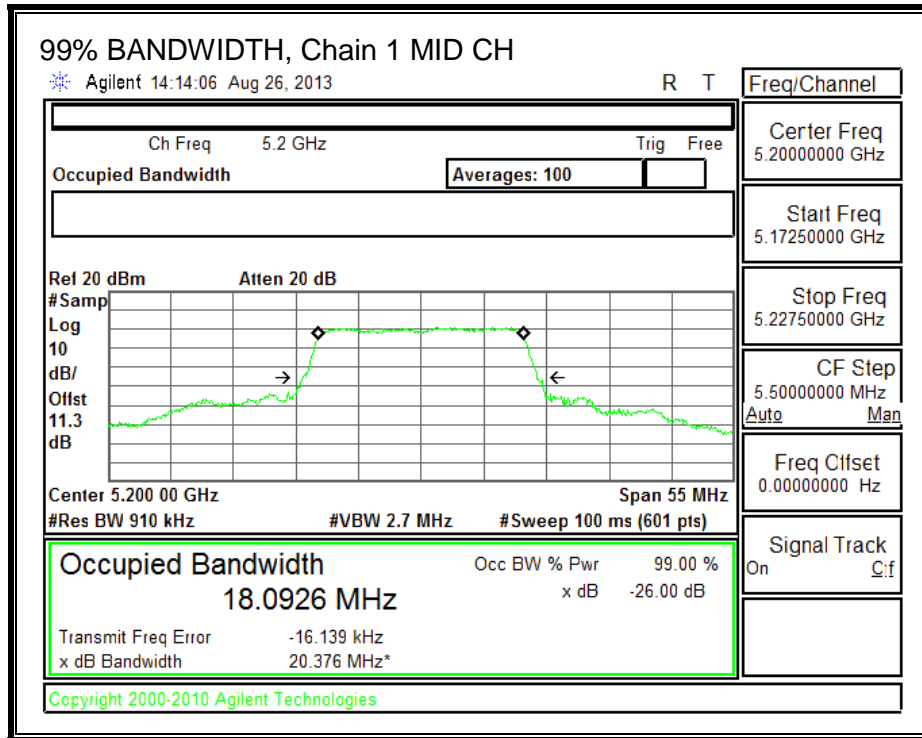 99% BANDWIDTH, Chain 1 MID CH
Agilent 14:14:06 Aug 26, 2013 R T
Freq/Channel
Ch Freq 5.2 GHz Trig Free
Occupied Bandwidth Averages: 100
Center Freq
5.20000000 GHz
Start Freq
5.17250000 GHz
Stop Freq
5.22750000 GHz
CF Step
5.50000000 MHz
Auto Man
Freq Offset
0.00000000 Hz
Signal Track
On Off
Ref 20 dBm Atten 20 dB
#Samp
Log
10
dB/
Offst
11.3
dB
Center 5.200 00 GHz Span 55 MHz
#Res BW 910 kHz #VBW 2.7 MHz #Sweep 100 ms (601 pts)
Occupied Bandwidth Occ BW % Pwr 99.00 %
18.0926 MHz x dB -26.00 dB
Transmit Freq Error -16.139 kHz
x dB Bandwidth 20.376 MHz*
Copyright 2000-2010 Agilent Technologies